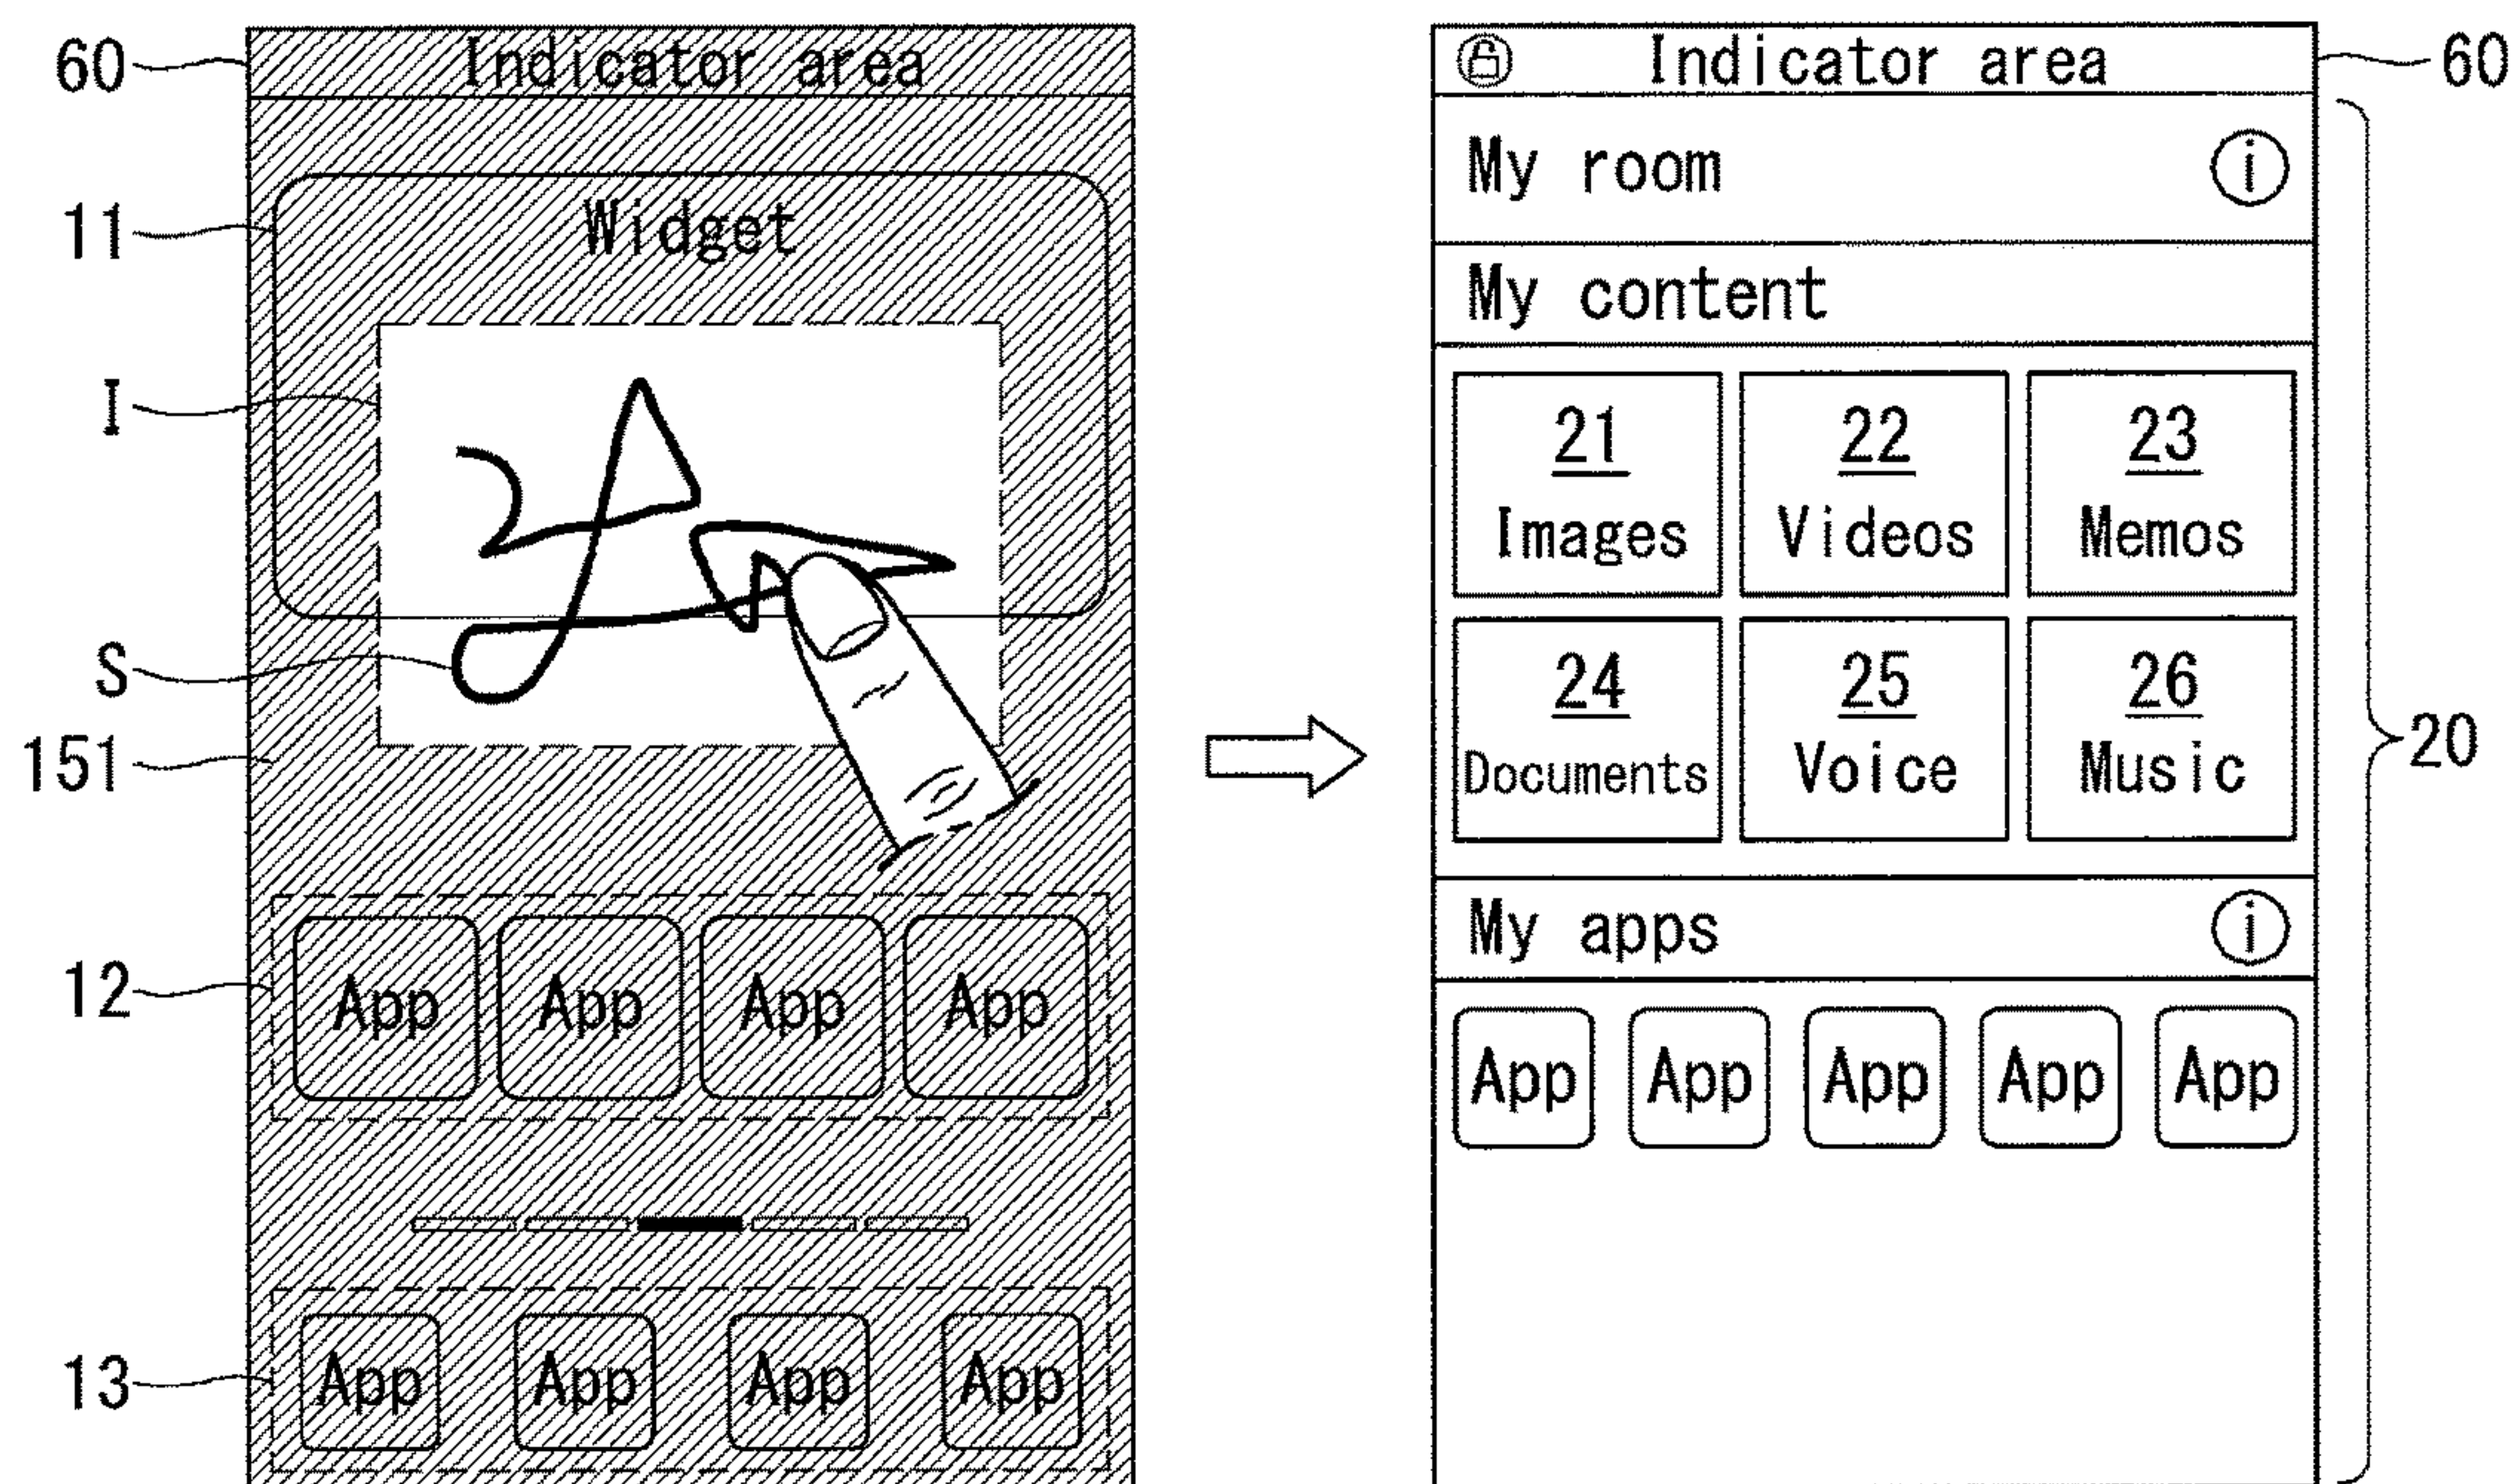 60
Indicator area
11
Widget
I
S
151
12
App App App App
13
App App App App
Indicator area
60
My room i
My content
21 22 23
Images Videos Memos
24 25 26
Documents Voice Music
20
My apps i
App App App App App